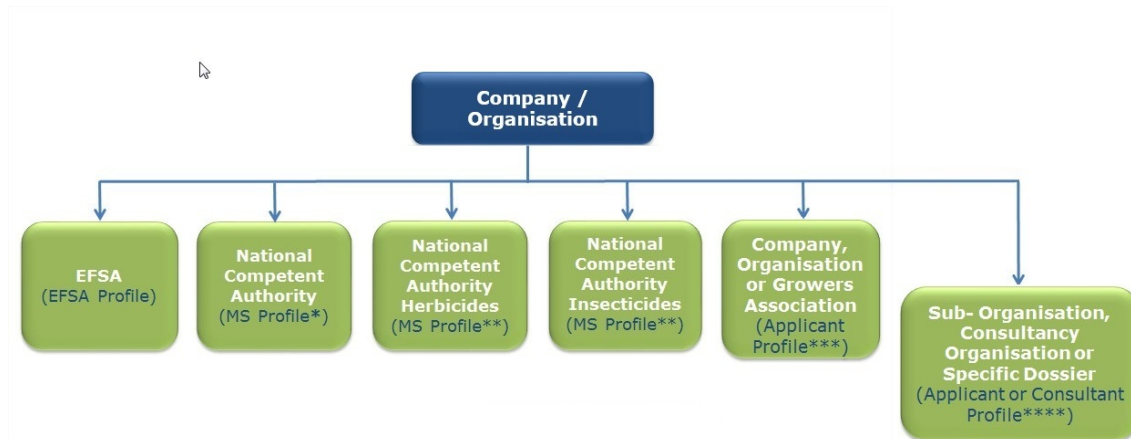 Company /
Organisation
EFSA
(EFSA Profile)
National
Competent
Authority
(MS Profile*)
National
Competent
Authority
Herbicides
(MS Profile**)
National
Competent
Authority
Insecticides
(MS Profile**)
Company,
Organisation
or Growers
Association
(Applicant
Profile***)
Sub- Organisation,
Consultancy
Organisation or
Specific Dossier
(Applicant or Consultant
Profile****)